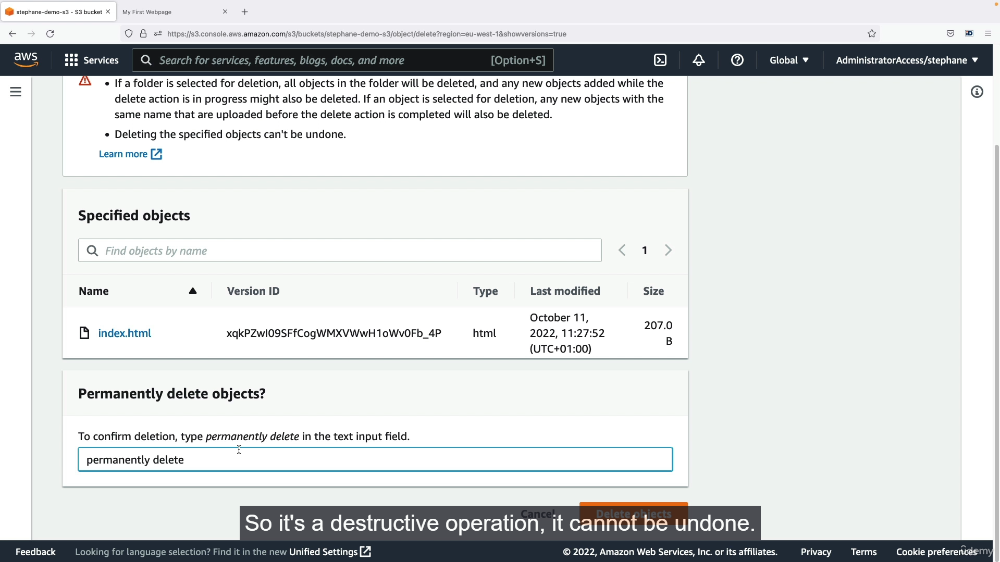 stephane-demo-s3 - S3 bucket
My First Webpage
https://s3.console.aws.amazon.com/s3/buckets/stephane-demo-s3/object/delete?region=eu-west-1&showversions=true
aws
Services
Search for services, features, blogs, docs, and more
[Option+S]
Global
AdministratorAccess/stephane
• If a folder is selected for deletion, all objects in the folder will be deleted, and any new objects added while the
delete action is in progress might also be deleted. If an object is selected for deletion, any new objects with the
same name that are uploaded before the delete action is completed will also be deleted.
• Deleting the specified objects can't be undone.
Learn more
Specified objects
Find objects by name
1
Name
Version ID
Type
Last modified
Size
index.html
xqkPZwl09SFfCogWMXVWwH1oWv0Fb_4P
html
October 11,
2022, 11:27:52
(UTC+01:00)
207.0
B
Permanently delete objects?
To confirm deletion, type permanently delete in the text input field.
permanently delete
Cancel
Delete objects
So it's a destructive operation, it cannot be undone.
Feedback
Looking for language selection? Find it in the new Unified Settings
© 2022, Amazon Web Services, Inc. or its affiliates.
Privacy
Terms
Cookie preferences
ûdemy